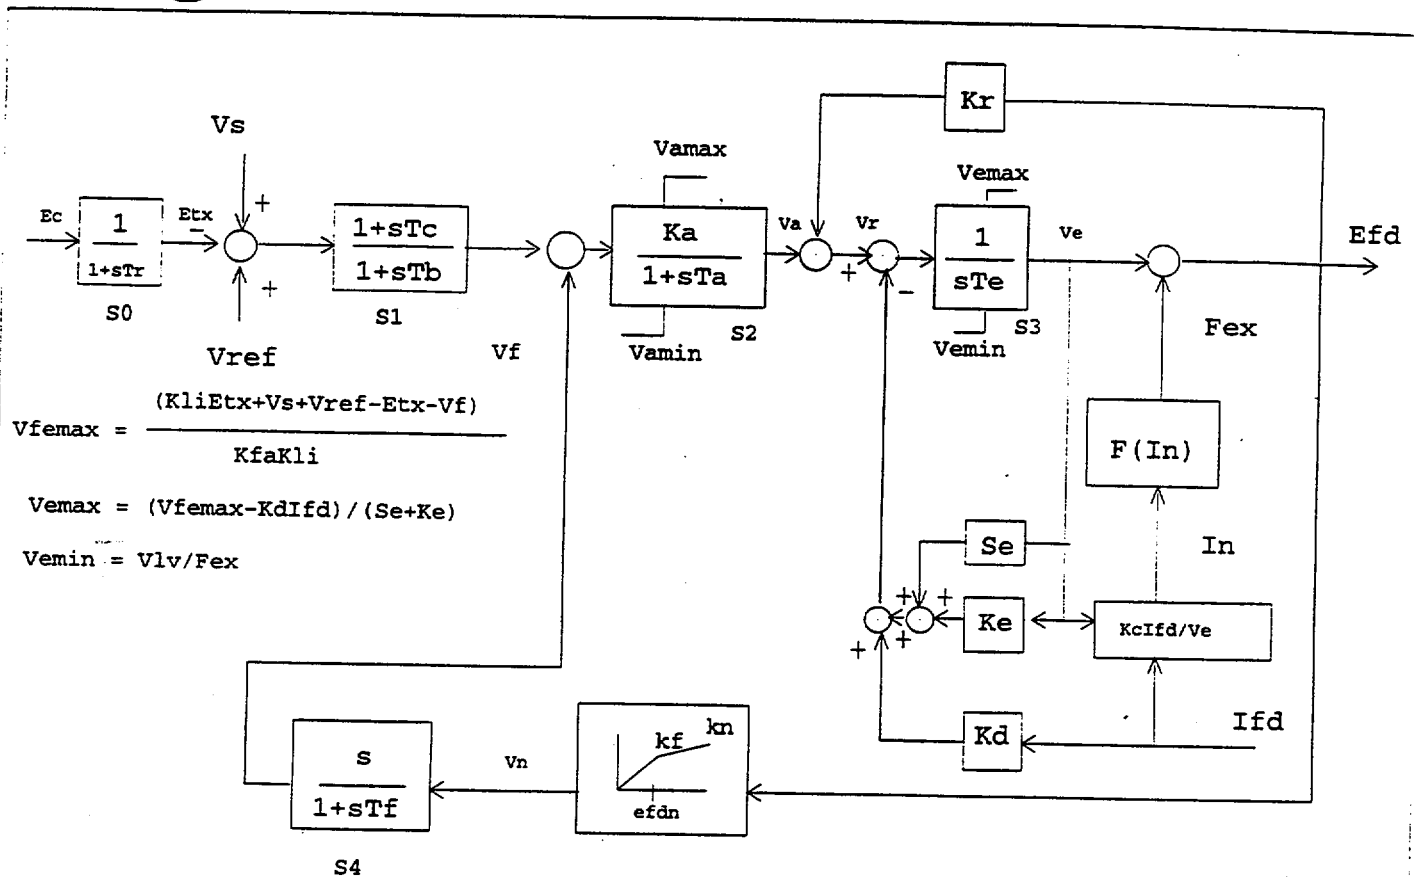 Kr
Vs
Vamax
Vemax
Ec
1
1+sTr
S0
Etx
-
+
+
Vref
1+sTc
1+sTb
S1
Vf
Ka
1+sTa
S2
Vamin
Va
Vr
+
-
1
sTe
S3
Vemin
Ve
Efd
Fex
F(In)
In
(KliEtx+Vs+Vref-Etx-Vf)
Vfemax =
KfaKli
Vemax = (Vfemax-KdIfd)/(Se+Ke)
Vemin = Vlv/Fex
Se
+
+
+
+
Ke
KcIfd/Ve
Kd
Ifd
s
1+sTf
S4
Vn
kf
kn
efdn